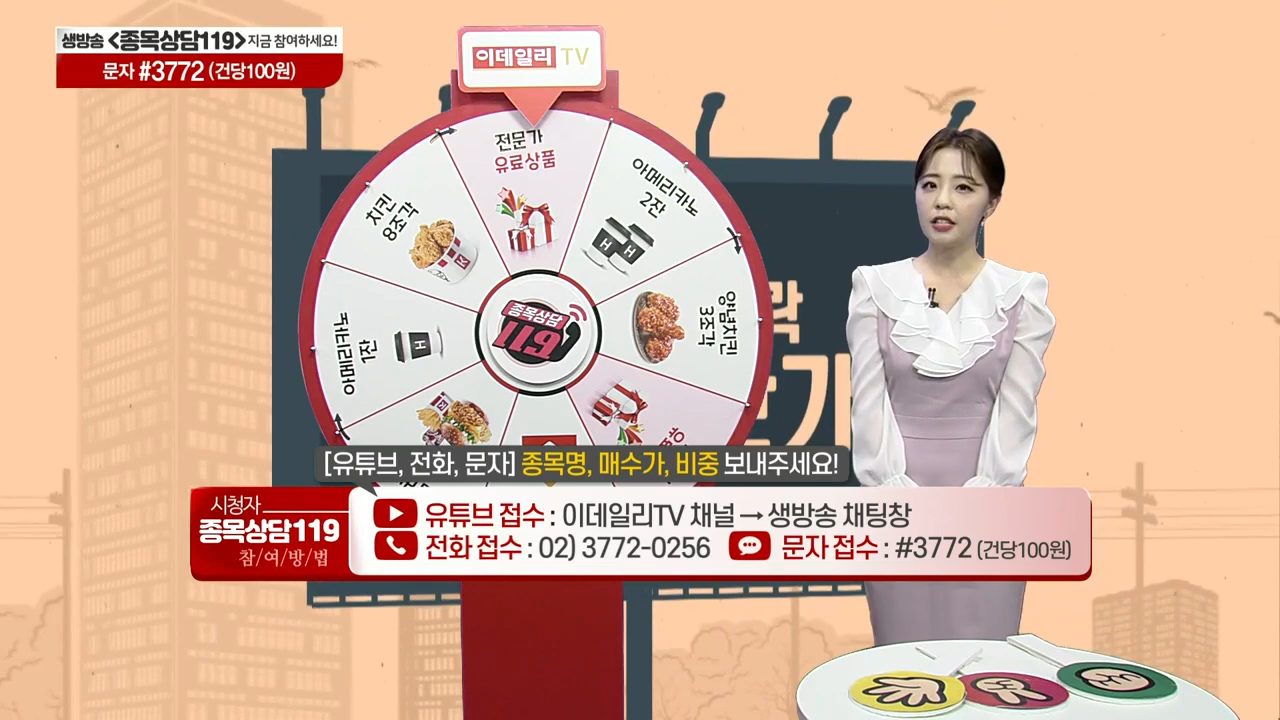 생방송 <종목상담119> 지금 참여하세요!
문자 #3772 (건당100원)
이데일리 TV
전문가
유료상품
아메리카노
2잔
치킨
8조각
양념치킨
3조각
아메리카노
1잔
종목상담
119
락
[유튜브, 전화, 문자] 종목명, 매수가, 비중 보내주세요!
시청자
종목상담119
참/여/방/법
유튜브 접수 : 이데일리TV 채널 → 생방송 채팅창
전화 접수 : 02) 3772-0256
문자 접수 : #3772 (건당100원)